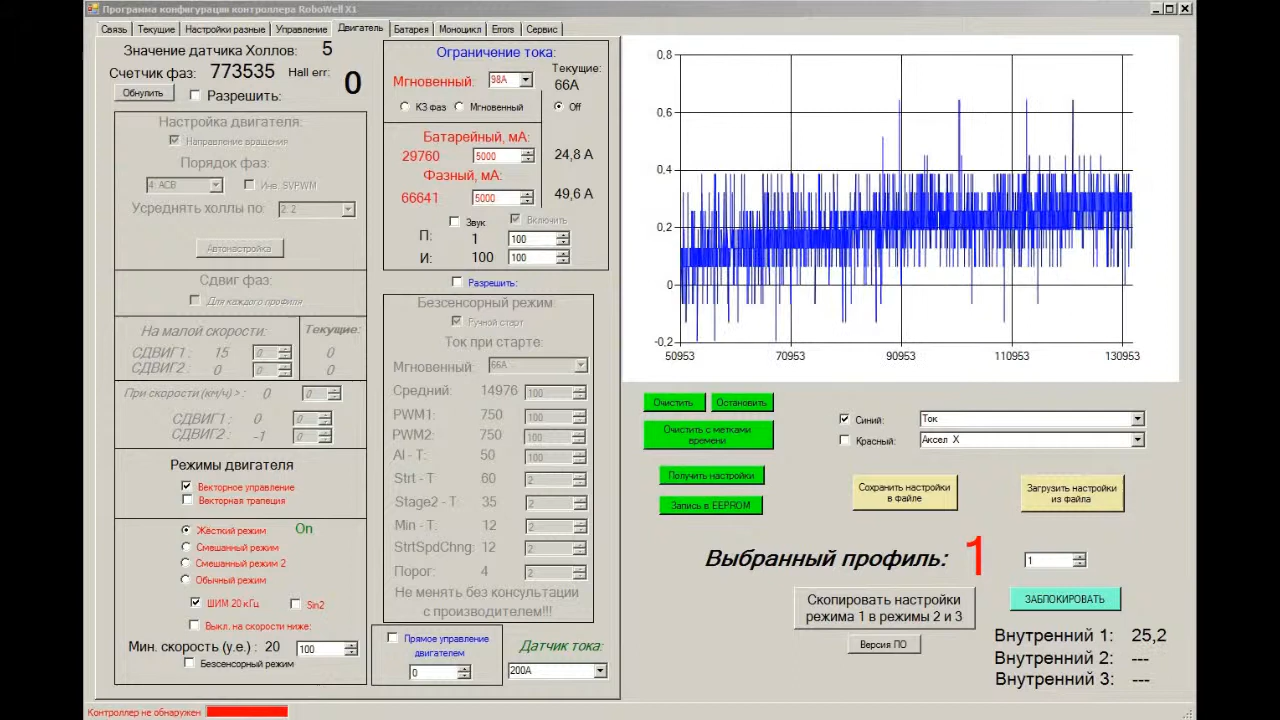 Программа конфигурации контроллера RoboWell X1
Связь Текущие Настройки разные Управление Двигатель Батарея Моноцикл Errors Сервис
Значение датчика Холлов: 5
Счетчик фаз: 773535 Hall err: 0
Обнулить Разрешить:
Настройка двигателя:
Направление вращения
Порядок фаз:
4: ACB Инв. SVPWM
Усреднять холлы по: 2 2
Автонастройка
Сдвиг фаз:
Для каждого профиля
На малой скорости: Текущие:
СДВИГ1: 15 0 0
СДВИГ2: 0 0 0
При скорости (км/ч) > : 0 0
СДВИГ1: 0 0
СДВИГ2: -1 0
Режимы двигателя
Векторное управление
Векторная трапеция
Жёсткий режим On
Смешанный режим
Смешанный режим 2
Обычный режим
ШИМ 20 кГц Sin2
Выкл. на скорости ниже:
Мин. скорость (у.е.) : 20 100
Безсенсорный режим
Ограничение тока:
Текущие:
Мгновенный: 98A 66A
КЗ фаз Мгновенный Off
Батарейный, мА:
29760 5000 24,8 A
Фазный, мА:
66641 5000 49,6 A
Звук Включить
П: 1 100
И: 100 100
Разрешить:
Безсенсорный режим:
Ручной старт
Ток при старте:
Мгновенный: 66A
Средний: 14976 100
PWM1: 750 100
PWM2: 750 100
Al - T: 50 100
Strt - T 60 2
Stage2 - T: 35 2
Min - T: 12 2
StrtSpdChng: 12 2
Порог: 4 2
Не менять без консультации
с производителем!!!
Прямое управление
двигателем
0
Датчик тока:
200A
0,8
0,6
0,4
0,2
0
-0.2
50953 70953 90953 110953 130953
Очистить Остановить
Очистить с метками
времени
Синий: Ток
Красный: Аксел X
Получить настройки
Запись в EEPROM
Сохранить настройки
в Файле
Загрузить настройки
из файла
Выбранный профиль: 1 1
Скопировать настройки
режима 1 в режимы 2 и 3
ЗАБЛОКИРОВАТЬ
Версия ПО
Внутренний 1: 25,2
Внутренний 2: ---
Внутренний 3: ---
Контроллер не обнаружен